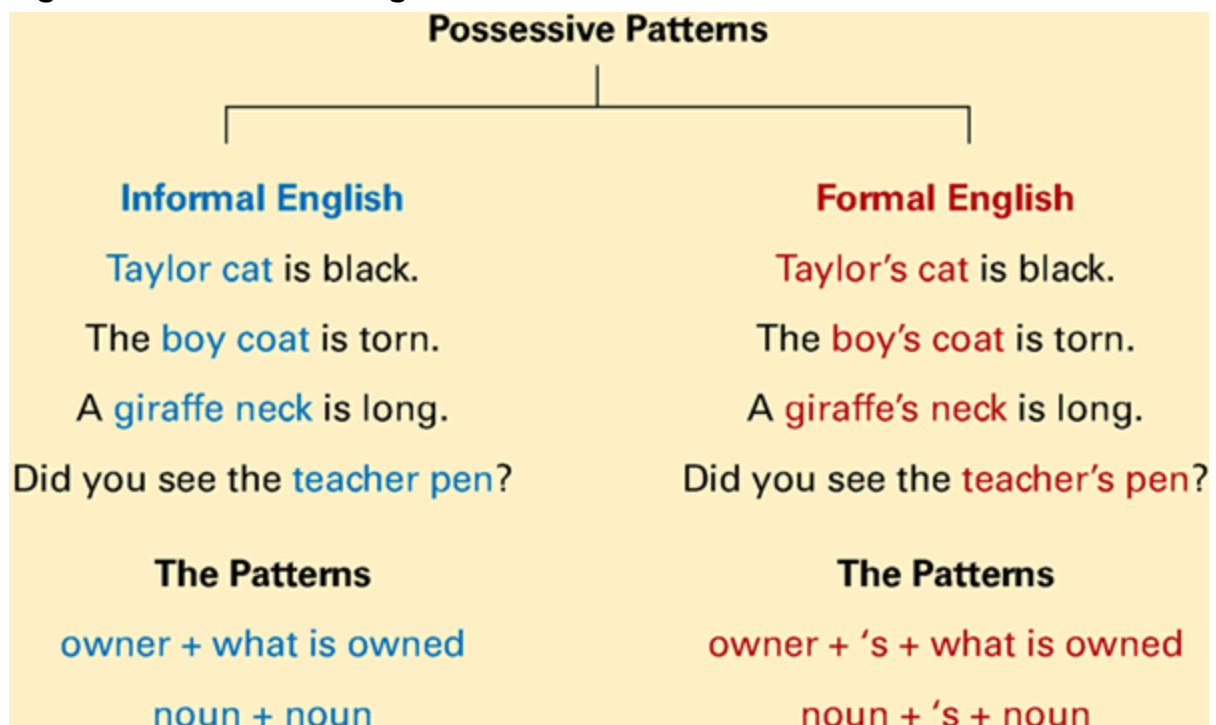 Possessive Patterns
Informal English
Taylor cat is black.
The boy coat is torn.
A giraffe neck is long.
Did you see the teacher pen?
The Patterns
owner + what is owned
noun + noun
Formal English
Taylor’s cat is black.
The boy’s coat is torn.
A giraffe’s neck is long.
Did you see the teacher’s pen?
The Patterns
owner + ‘s + what is owned
noun + ‘s + noun